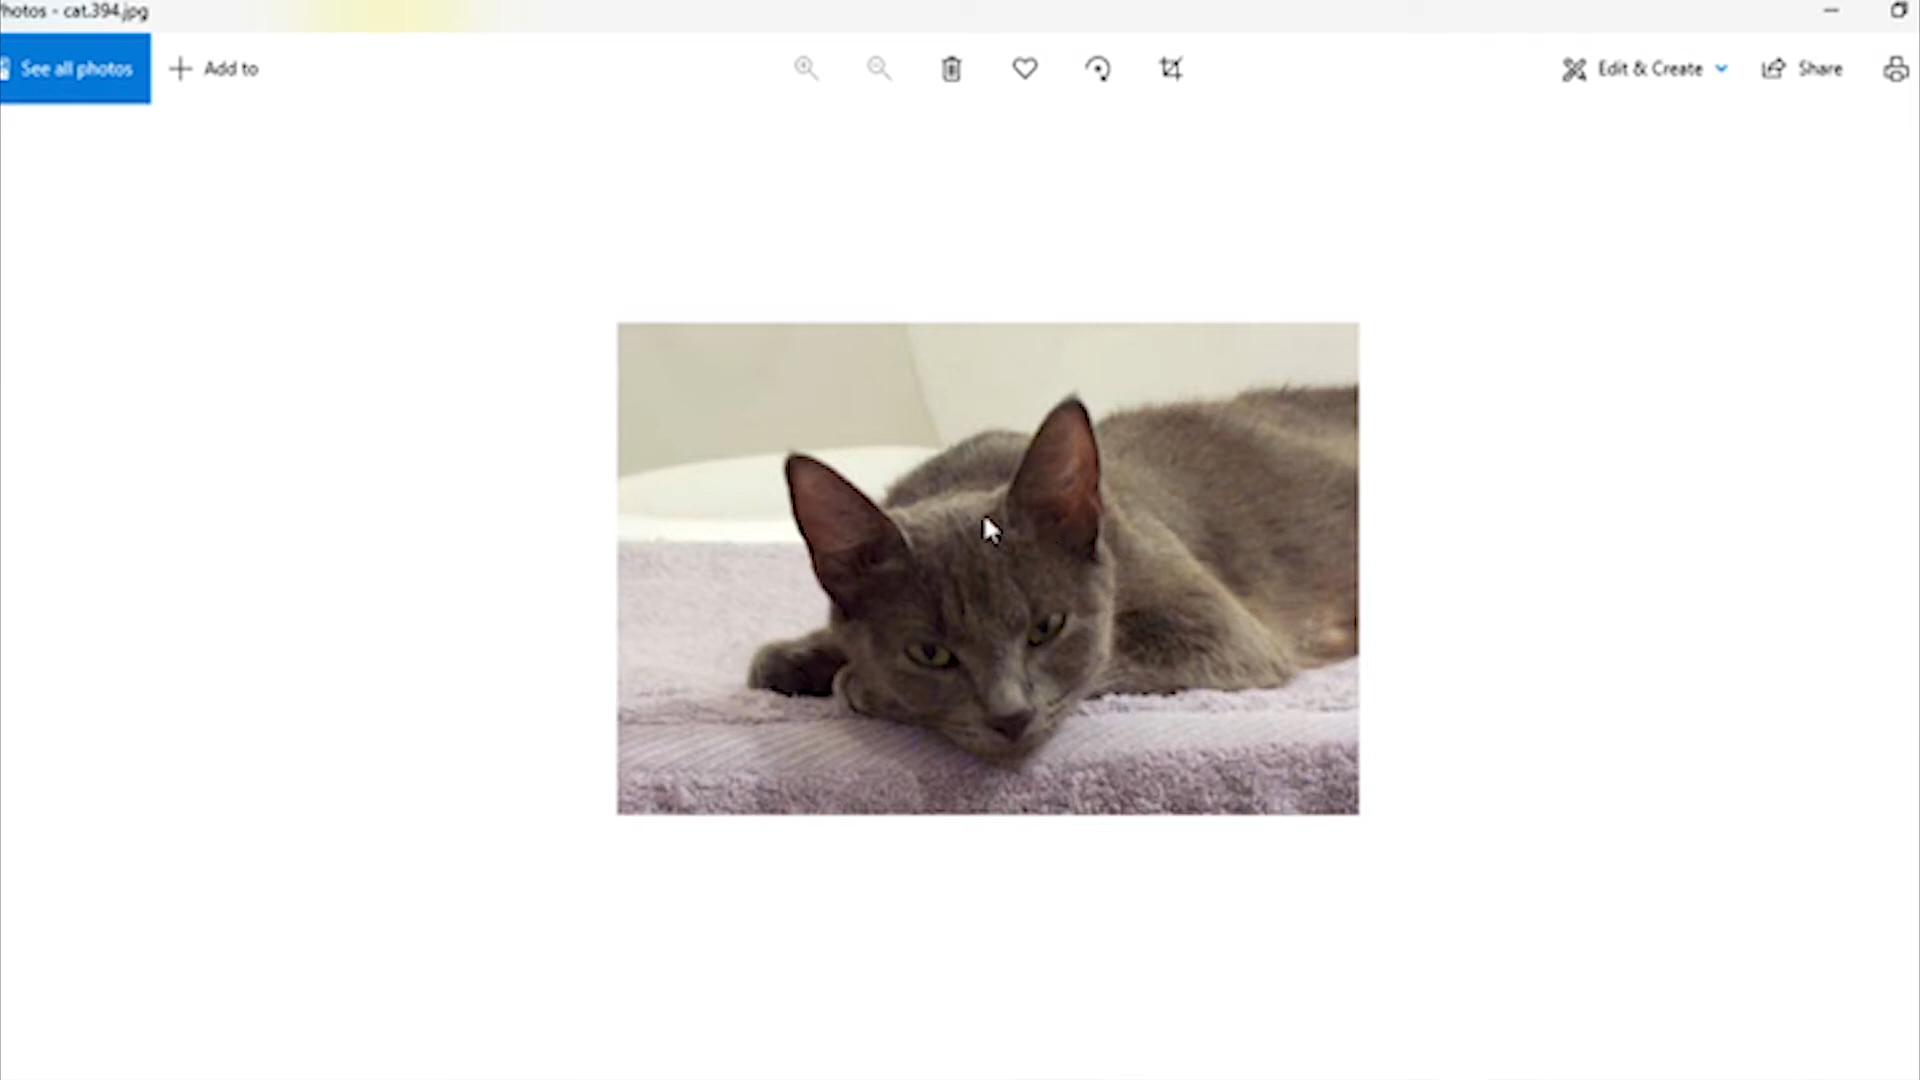 hotos - cat.394.jpg
See all photos
Add to
Edit & Create
Share